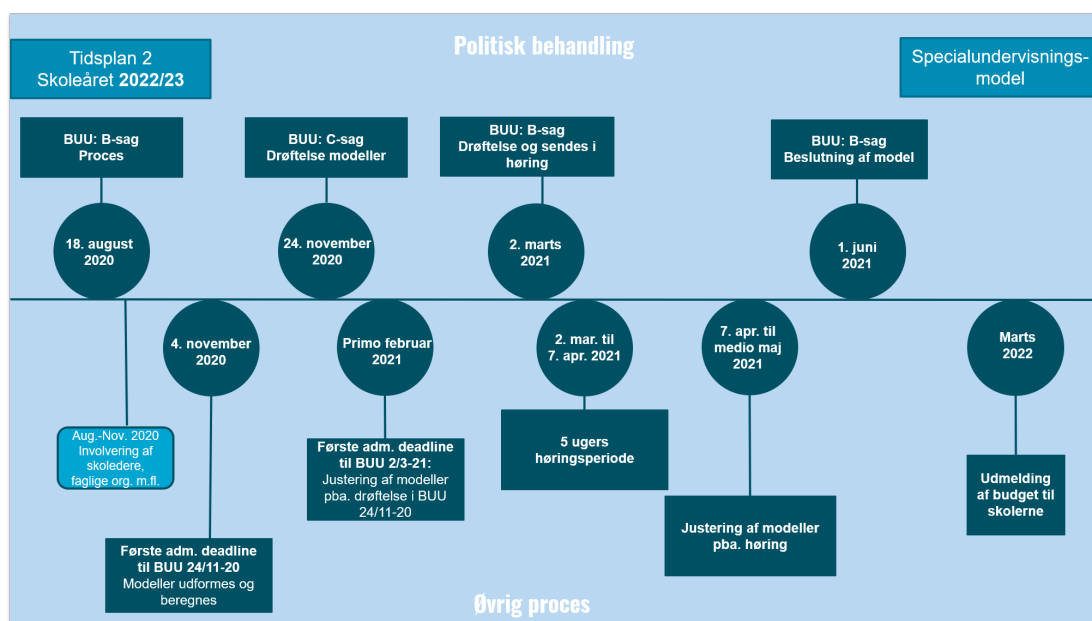 Politisk behandling
Tidsplan 2
Skoleåret 2022/23
Specialundervisnings-
model
BUU: B-sag
Proces
BUU: C-sag
Drøftelse modeller
BUU: B-sag
Drøftelse og sendes i
høring
BUU: B-sag
Beslutning af model
18. august
2020
24. november
2020
2. marts
2021
1. juni
2021
4. november
2020
Primo februar
2021
2. mar. til
7. apr. 2021
7. apr. til
medio maj
2021
Marts
2022
Aug.-Nov. 2020
Involvering af
skoledere,
faglige org. m.fl.
Første adm. deadline
til BUU 24/11-20
Modeller udformes og
beregnes
Første adm. deadline
til BUU 2/3-21:
Justering af modeller
pba. drøftelse i BUU
24/11-20
5 ugers
høringsperiode
Justering af modeller
pba. høring
Udmelding
af budget til
skolerne
Øvrig proces